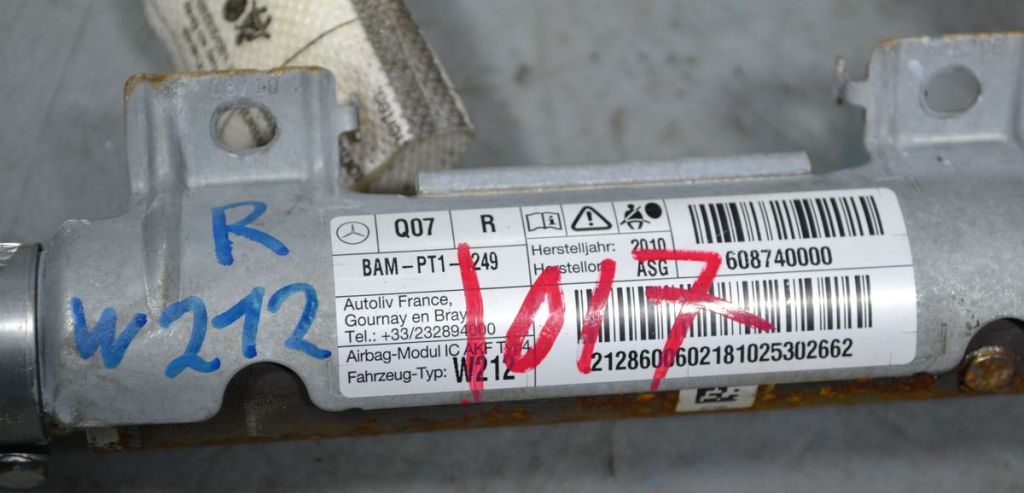 R
W212
Q07
R
BAM-PT1-
249
Autoliv France,
Gournay en Bray
Tel.: +33/232894000
Airbag-Modul IC AKF
Fahrzeug-Typ: W212
Herstelljahr: 2010
ASG
608740000
2128600602181025302662
1017